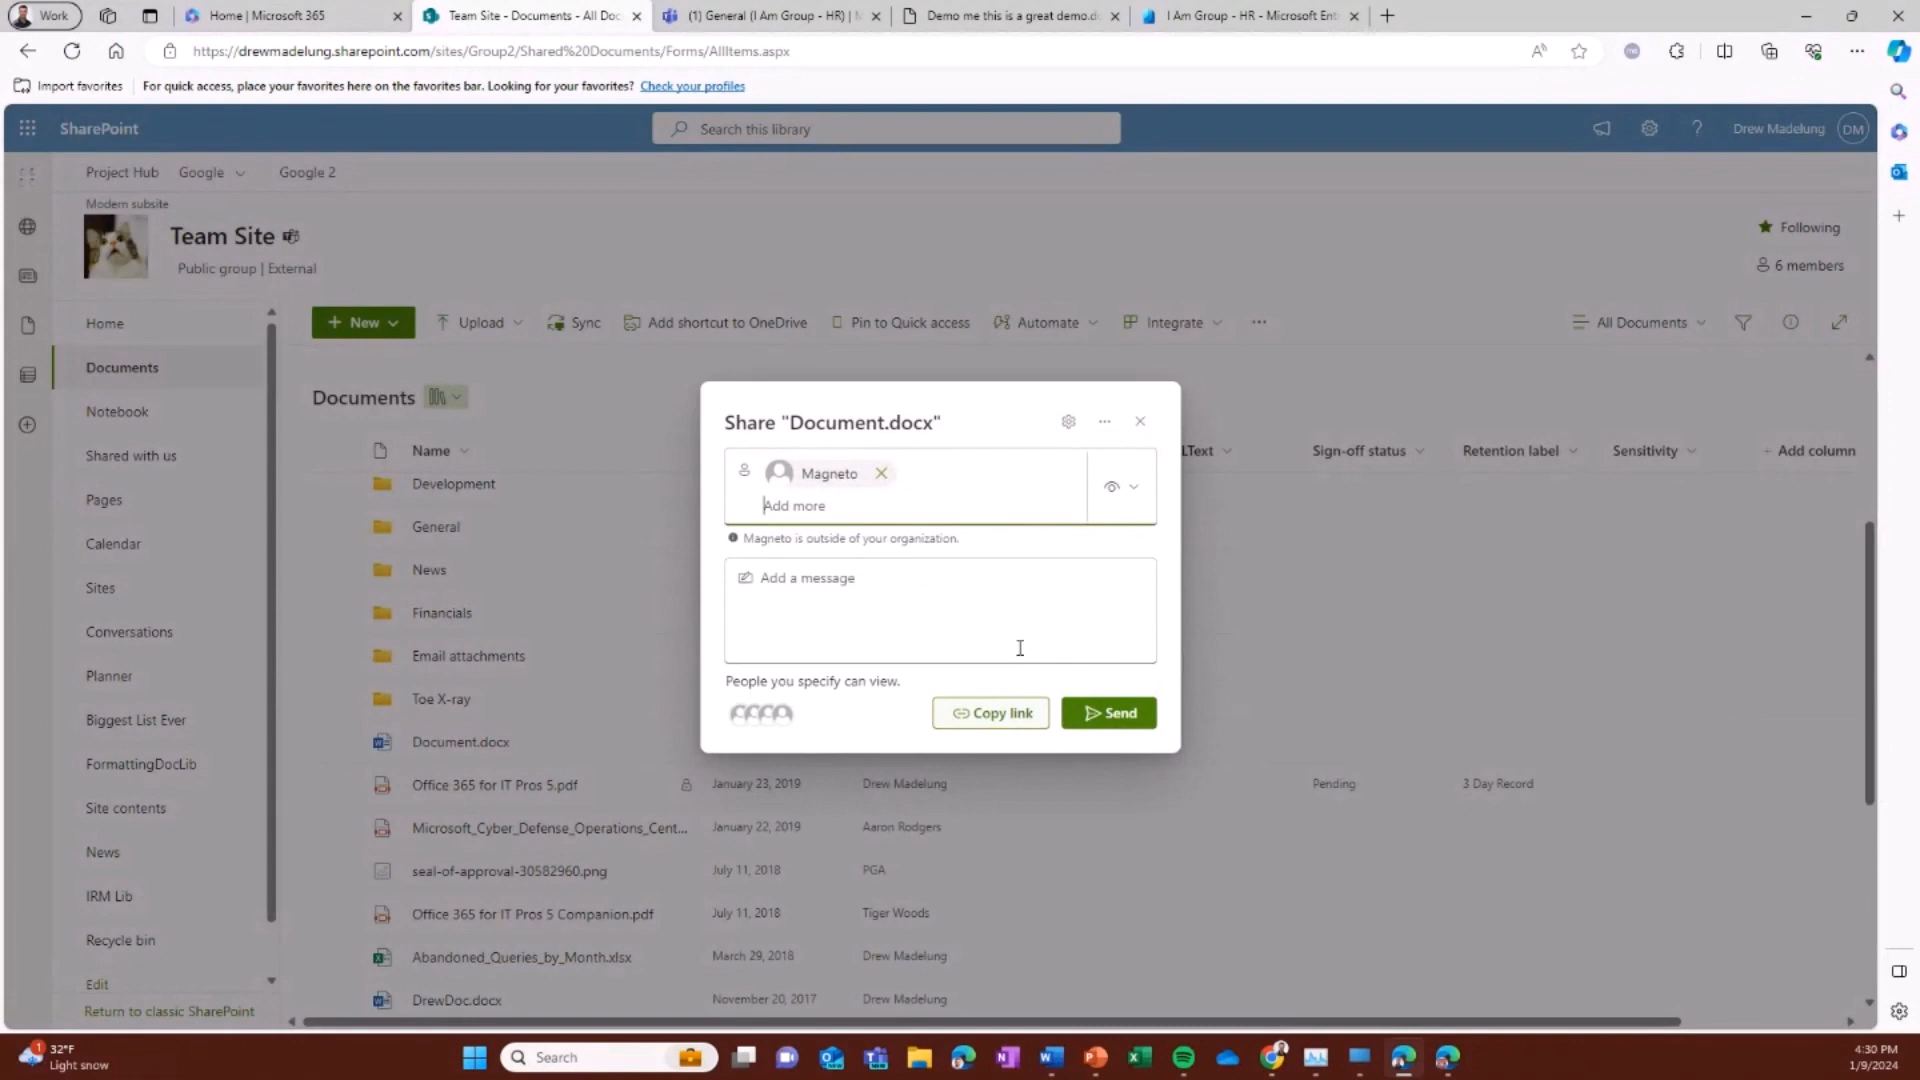 Work
Home | Microsoft 365
Team Site - Documents - All Doc
(1) General (I Am Group - HR) |
Demo me this is a great demo.d
I Am Group - HR - Microsoft Ent
https://drewmadelung.sharepoint.com/sites/Group2/Shared%20Documents/Forms/AllItems.aspx
Import favorites
For quick access, place your favorites here on the favorites bar. Looking for your favorites? Check your profiles
SharePoint
Search this library
Drew Madelung
DM
Project Hub
Google
Google 2
Modern subsite
Team Site
Public group | External
Following
6 members
Home
Documents
Notebook
Shared with us
Pages
Calendar
Sites
Conversations
Planner
Biggest List Ever
FormattingDocLib
Site contents
News
IRM Lib
Recycle bin
Edit
Return to classic SharePoint
+ New
Upload
Sync
Add shortcut to OneDrive
Pin to Quick access
Automate
Integrate
All Documents
Documents
Name
LText
Sign-off status
Retention label
Sensitivity
+ Add column
Development
General
News
Financials
Email attachments
Toe X-ray
Document.docx
Office 365 for IT Pros 5.pdf January 23, 2019 Drew Madelung Pending 3 Day Record
Microsoft_Cyber_Defense_Operations_Cent... January 22, 2019 Aaron Rodgers
seal-of-approval-30582960.png July 11, 2018 PGA
Office 365 for IT Pros 5 Companion.pdf July 11, 2018 Tiger Woods
Abandoned_Queries_by_Month.xlsx March 29, 2018 Drew Madelung
DrewDoc.docx November 20, 2017 Drew Madelung
Share "Document.docx"
Magneto
Add more
Magneto is outside of your organization.
Add a message
People you specify can view.
Copy link
Send
1
32°F
Light snow
Search
4:30 PM
1/9/2024